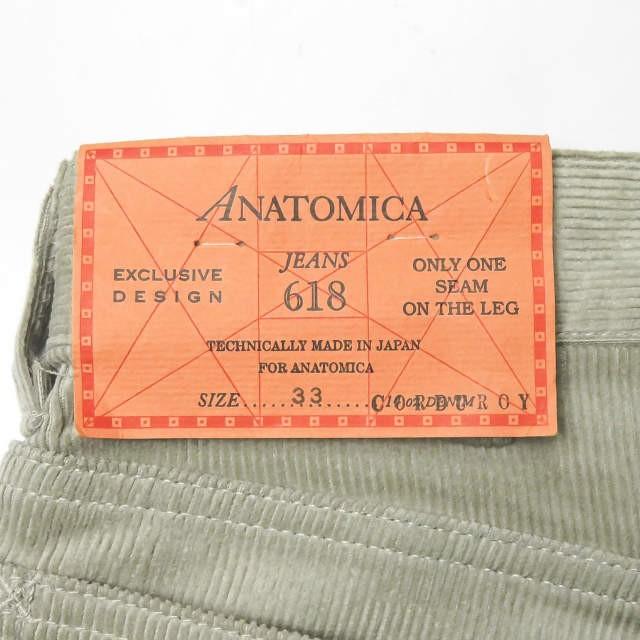 ANATOMICA
JEANS
618
EXCLUSIVE
DESIGN
ONLY ONE
SEAM
ON THE LEG
TECHNICALLY MADE IN JAPAN
FOR ANATOMICA
SIZE......33............CORDUROY